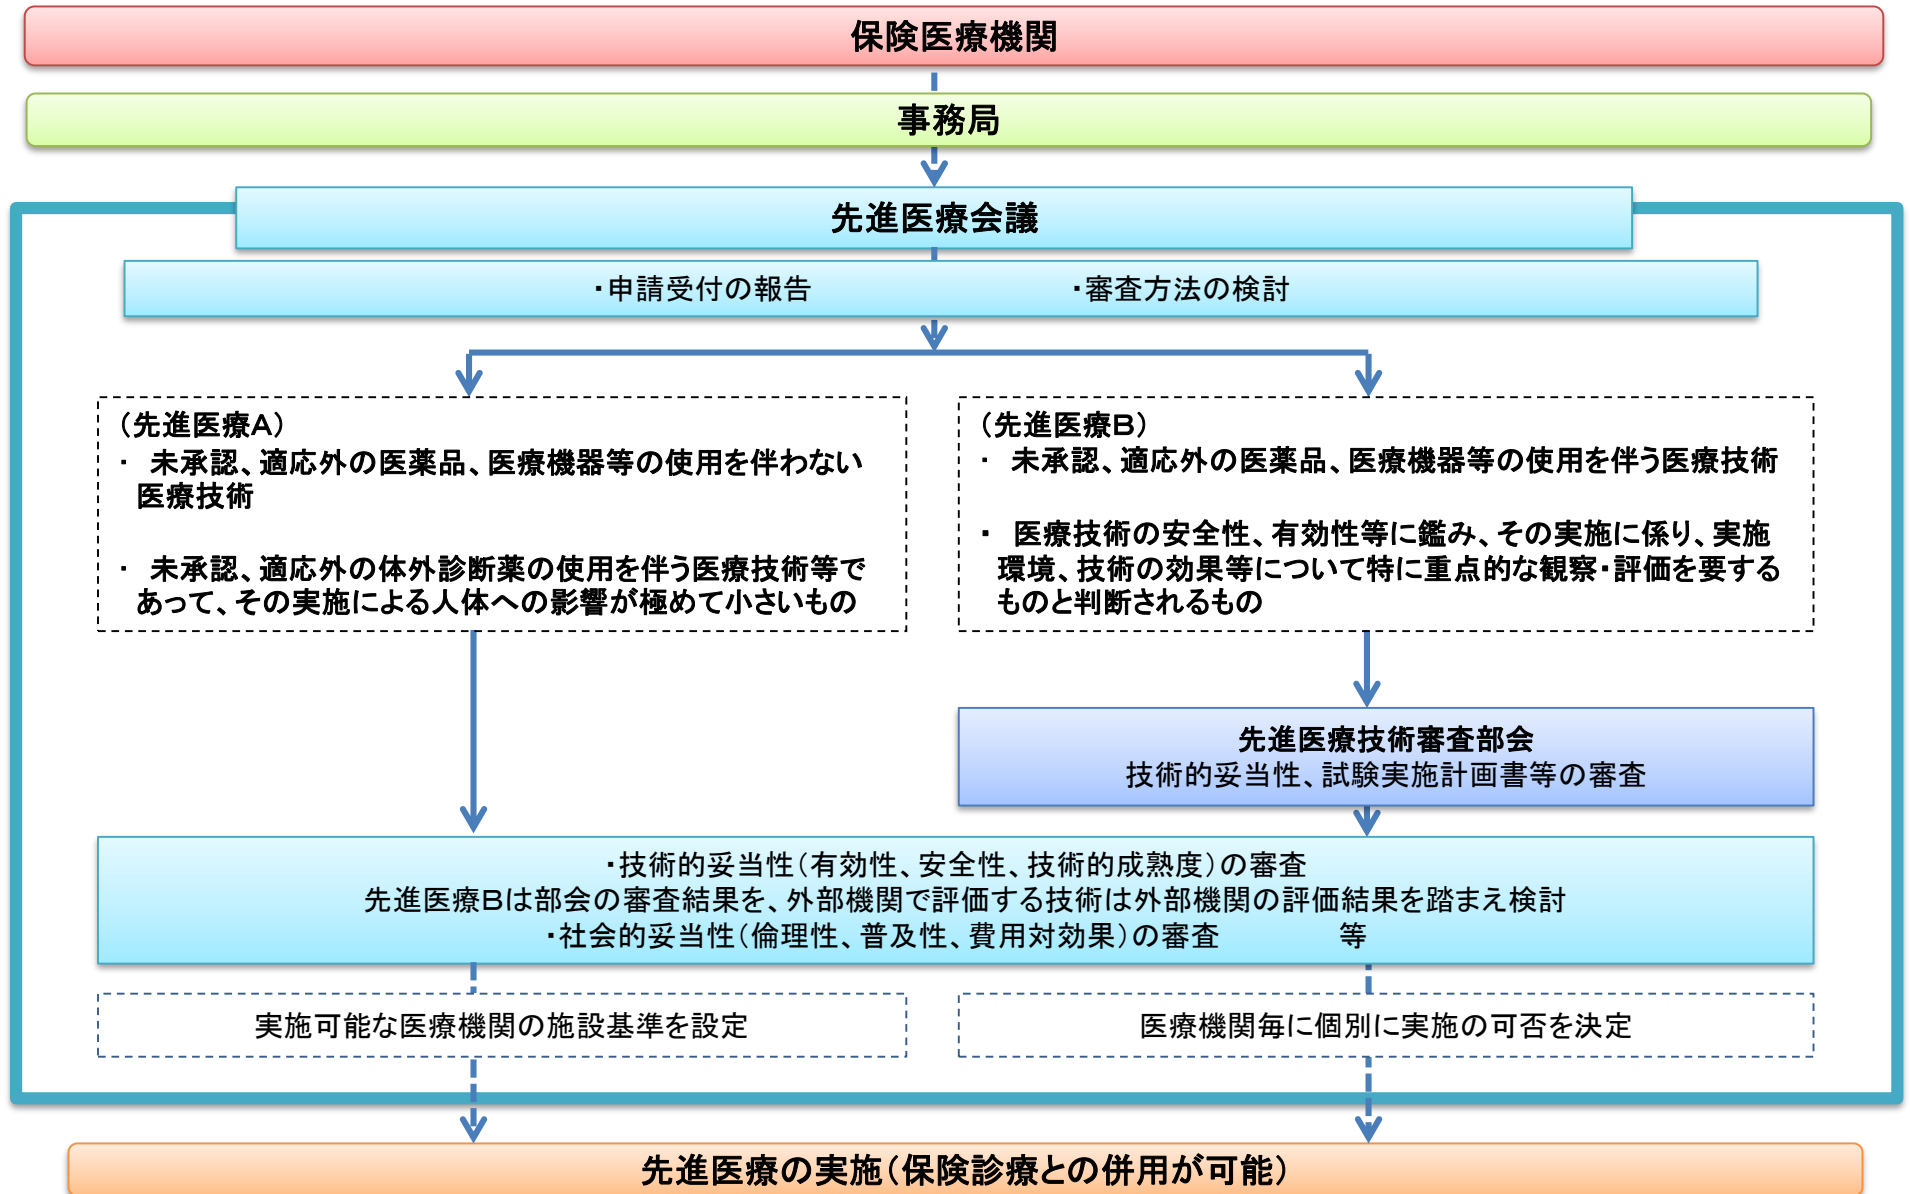 保険医療機関
事務局
先進医療会議
・申請受付の報告　　　　　　　　　・審査方法の検討
（先進医療A）
・ 未承認、適応外の医薬品、医療機器等の使用を伴わない
医療技術
・ 未承認、適応外の体外診断薬の使用を伴う医療技術等で
あって、その実施による人体への影響が極めて小さいもの
（先進医療B）
・ 未承認、適応外の医薬品、医療機器等の使用を伴う医療技術
・ 医療技術の安全性、有効性等に鑑み、その実施に係り、実施
環境、技術の効果等について特に重点的な観察・評価を要する
ものと判断されるもの
先進医療技術審査部会
技術的妥当性、試験実施計画書等の審査
・技術的妥当性（有効性、安全性、技術的成熟度）の審査
先進医療Bは部会の審査結果を、外部機関で評価する技術は外部機関の評価結果を踏まえ検討
・社会的妥当性（倫理性、普及性、費用対効果）の審査　　　　等
実施可能な医療機関の施設基準を設定
医療機関毎に個別に実施の可否を決定
先進医療の実施（保険診療との併用が可能）